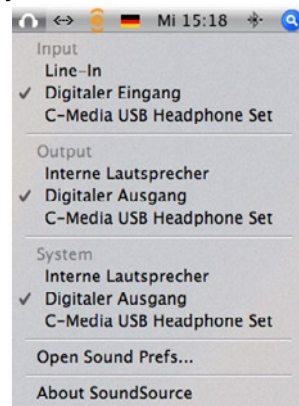 Mi 15:18
Input
Line-In
Digitaler Eingang
C-Media USB Headphone Set
Output
Interne Lautsprecher
Digitaler Ausgang
C-Media USB Headphone Set
System
Interne Lautsprecher
Digitaler Ausgang
C-Media USB Headphone Set
Open Sound Prefs...
About SoundSource